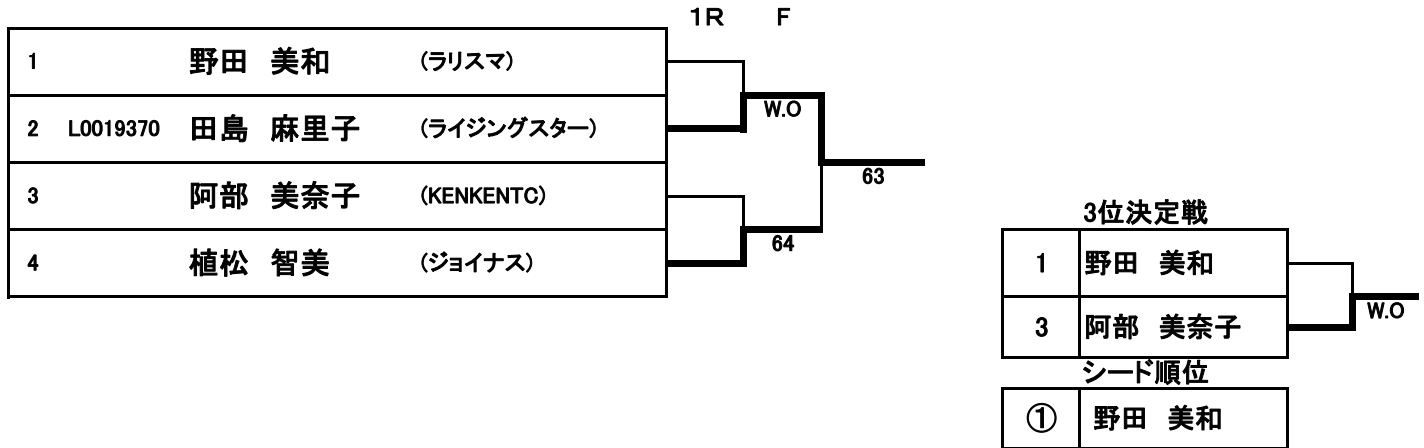 1R F
1 野田 美和 (ラリスマ)
2 L0019370 田島 麻里子 (ライジングスター)
W.O
3 阿部 美奈子 (KENKENTC)
63
4 植松 智美 (ジョイナス)
64
3位決定戦
1 野田 美和
3 阿部 美奈子
W.O
シード順位
① 野田 美和